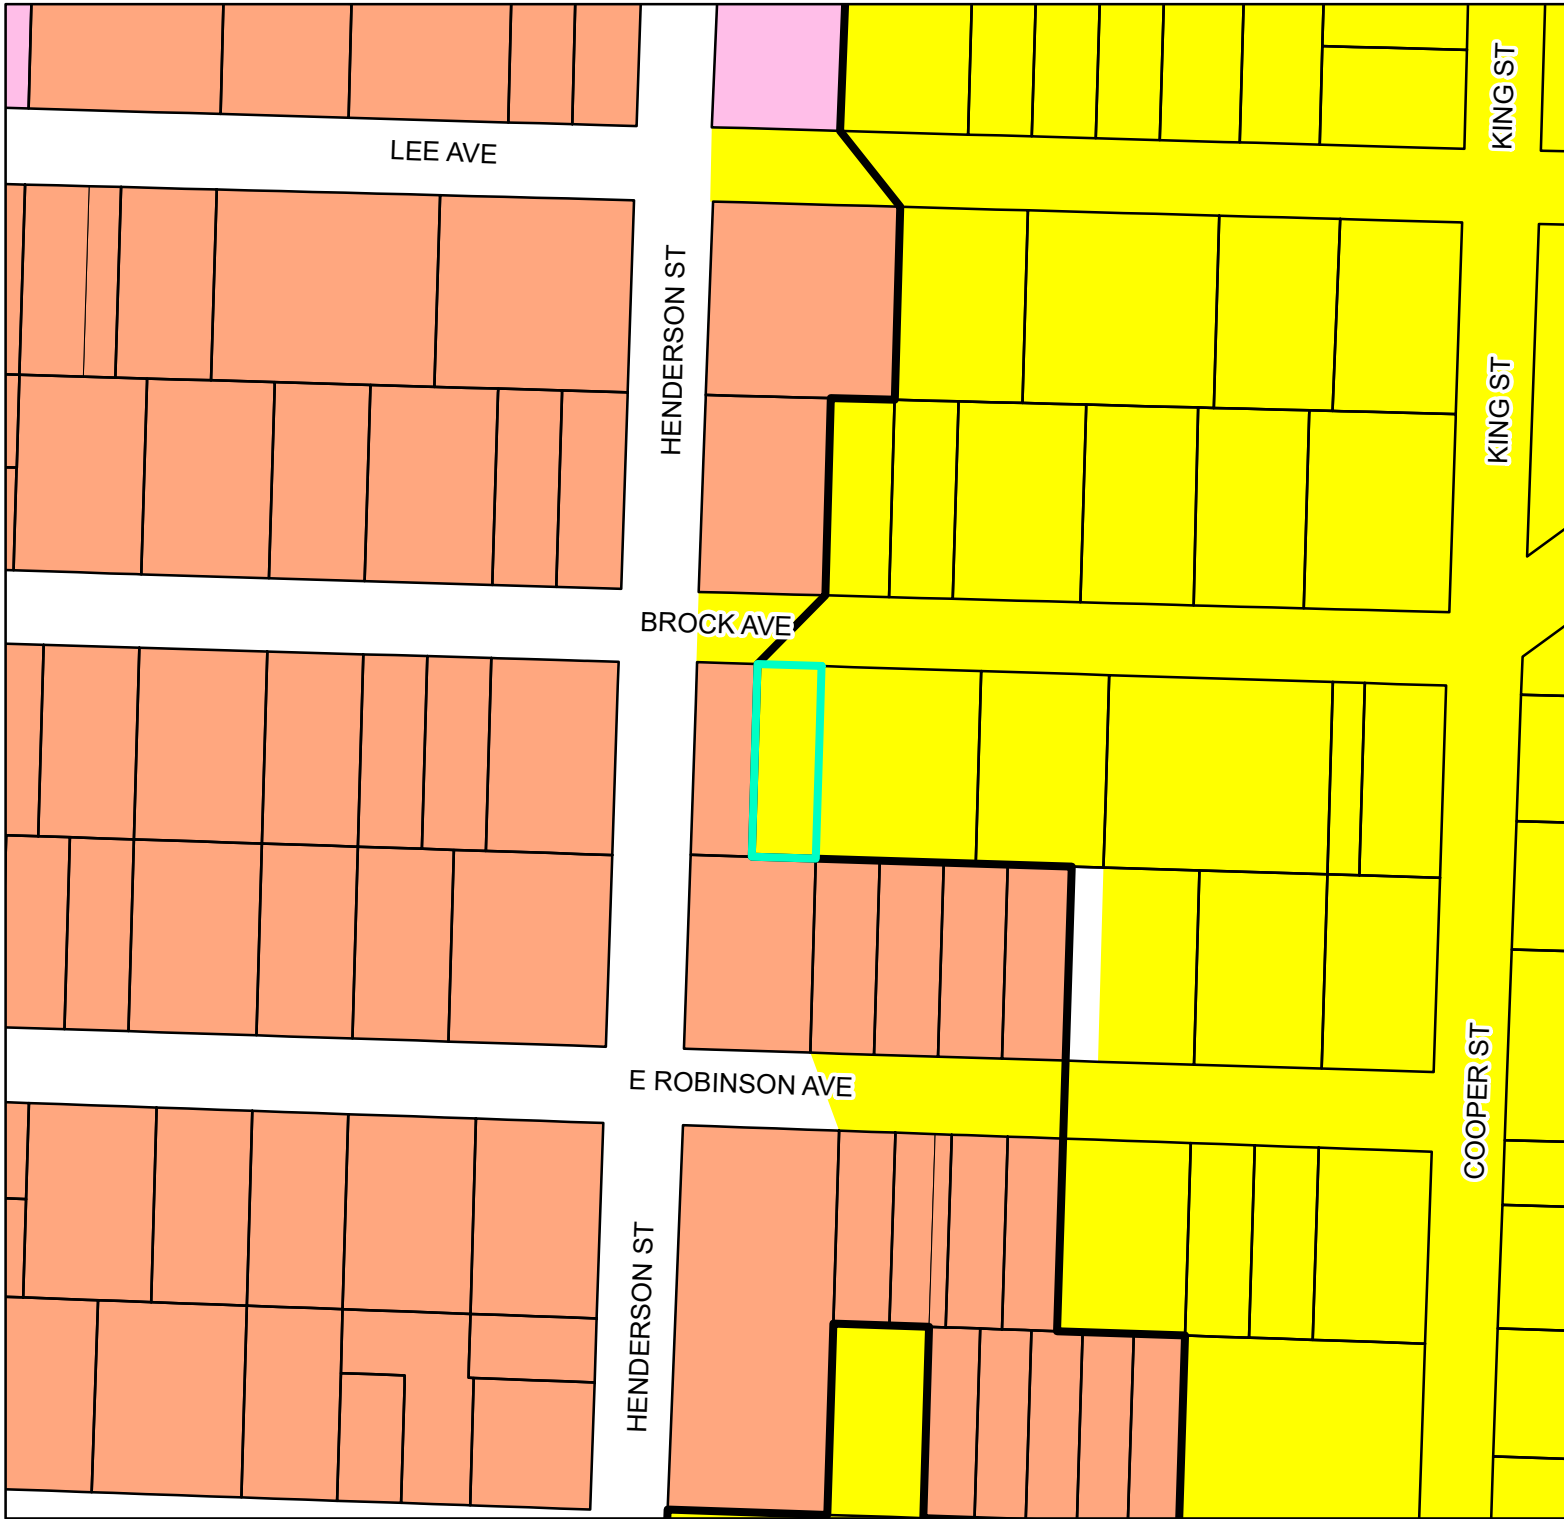 KING ST
LEE AVE
HENDERSON ST
KING ST
BROCK AVE
E ROBINSON AVE
COOPER ST
HENDERSON ST